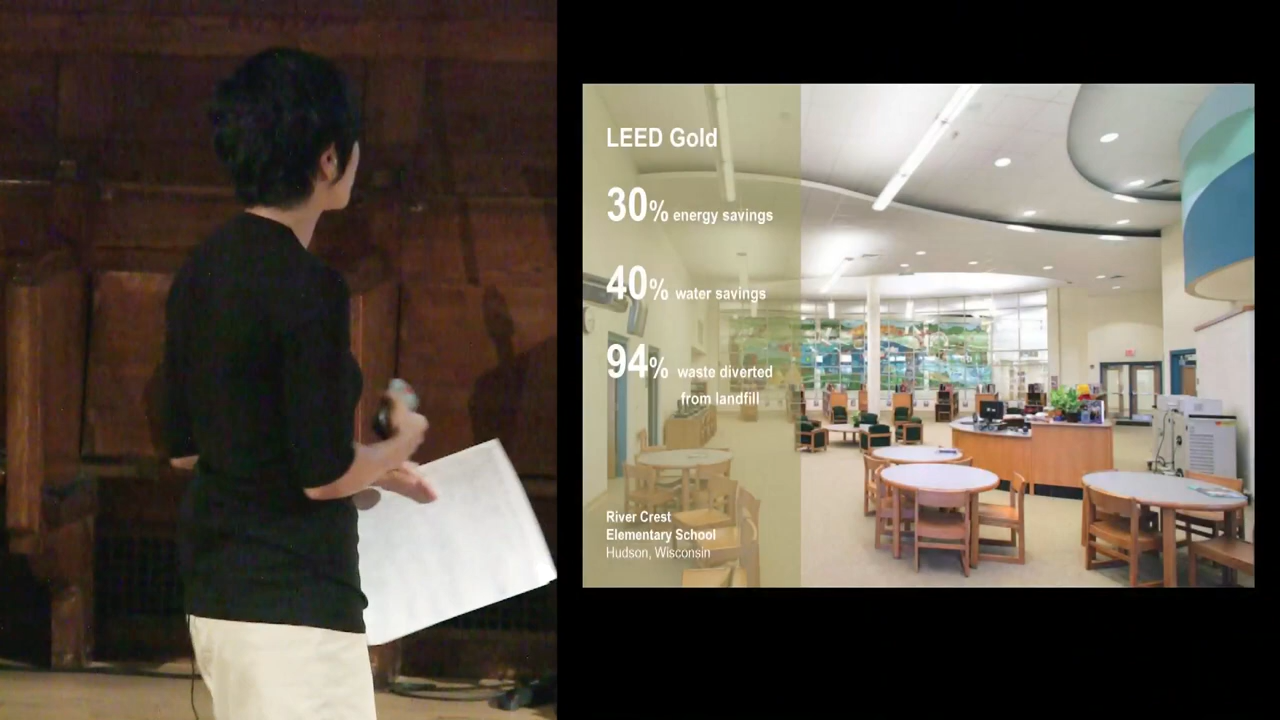 LEED Gold
30% energy savings
40% water savings
94% waste diverted
from landfill
River Crest
Elementary School
Hudson, Wisconsin